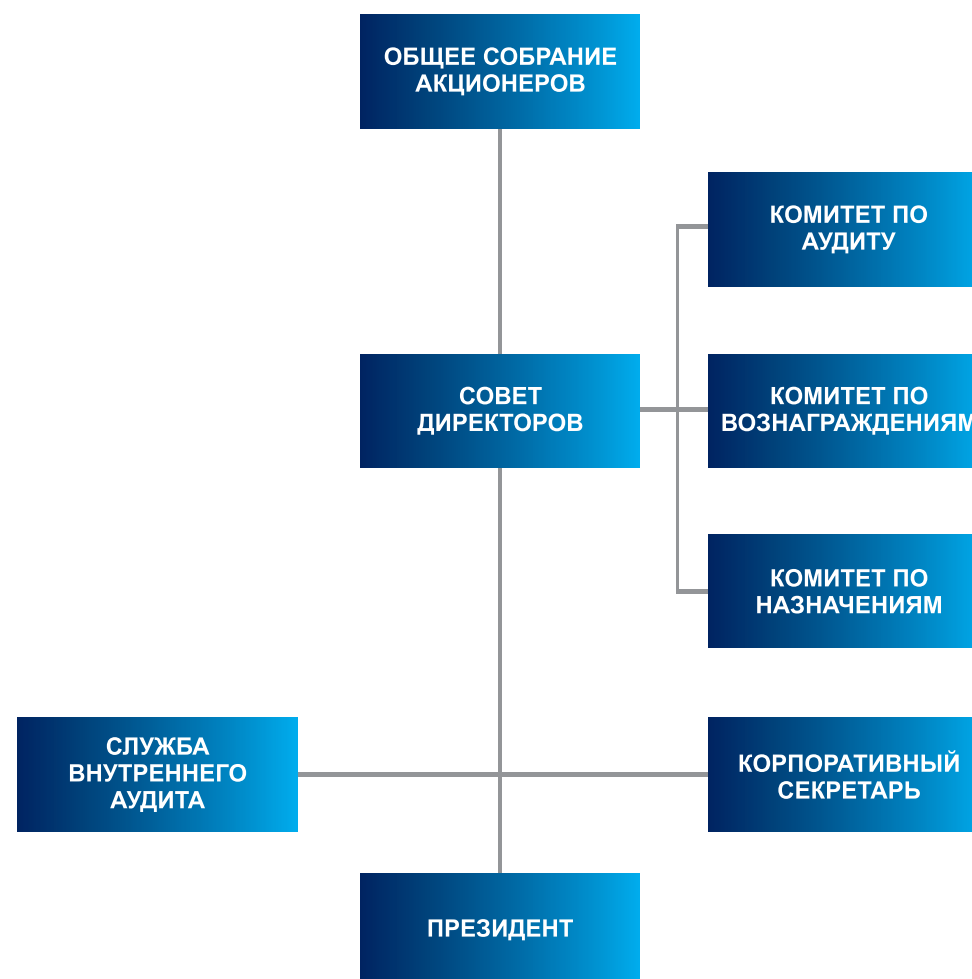 ОБЩЕЕ СОБРАНИЕ
АКЦИОНЕРОВ
КОМИТЕТ ПО
АУДИТУ
СОВЕТ
ДИРЕКТОРОВ
КОМИТЕТ ПО
ВОЗНАГРАЖДЕНИЯМ
КОМИТЕТ ПО
НАЗНАЧЕНИЯМ
СЛУЖБА
ВНУТРЕННЕГО
АУДИТА
КОРПОРАТИВНЫЙ
СЕКРЕТАРЬ
ПРЕЗИДЕНТ